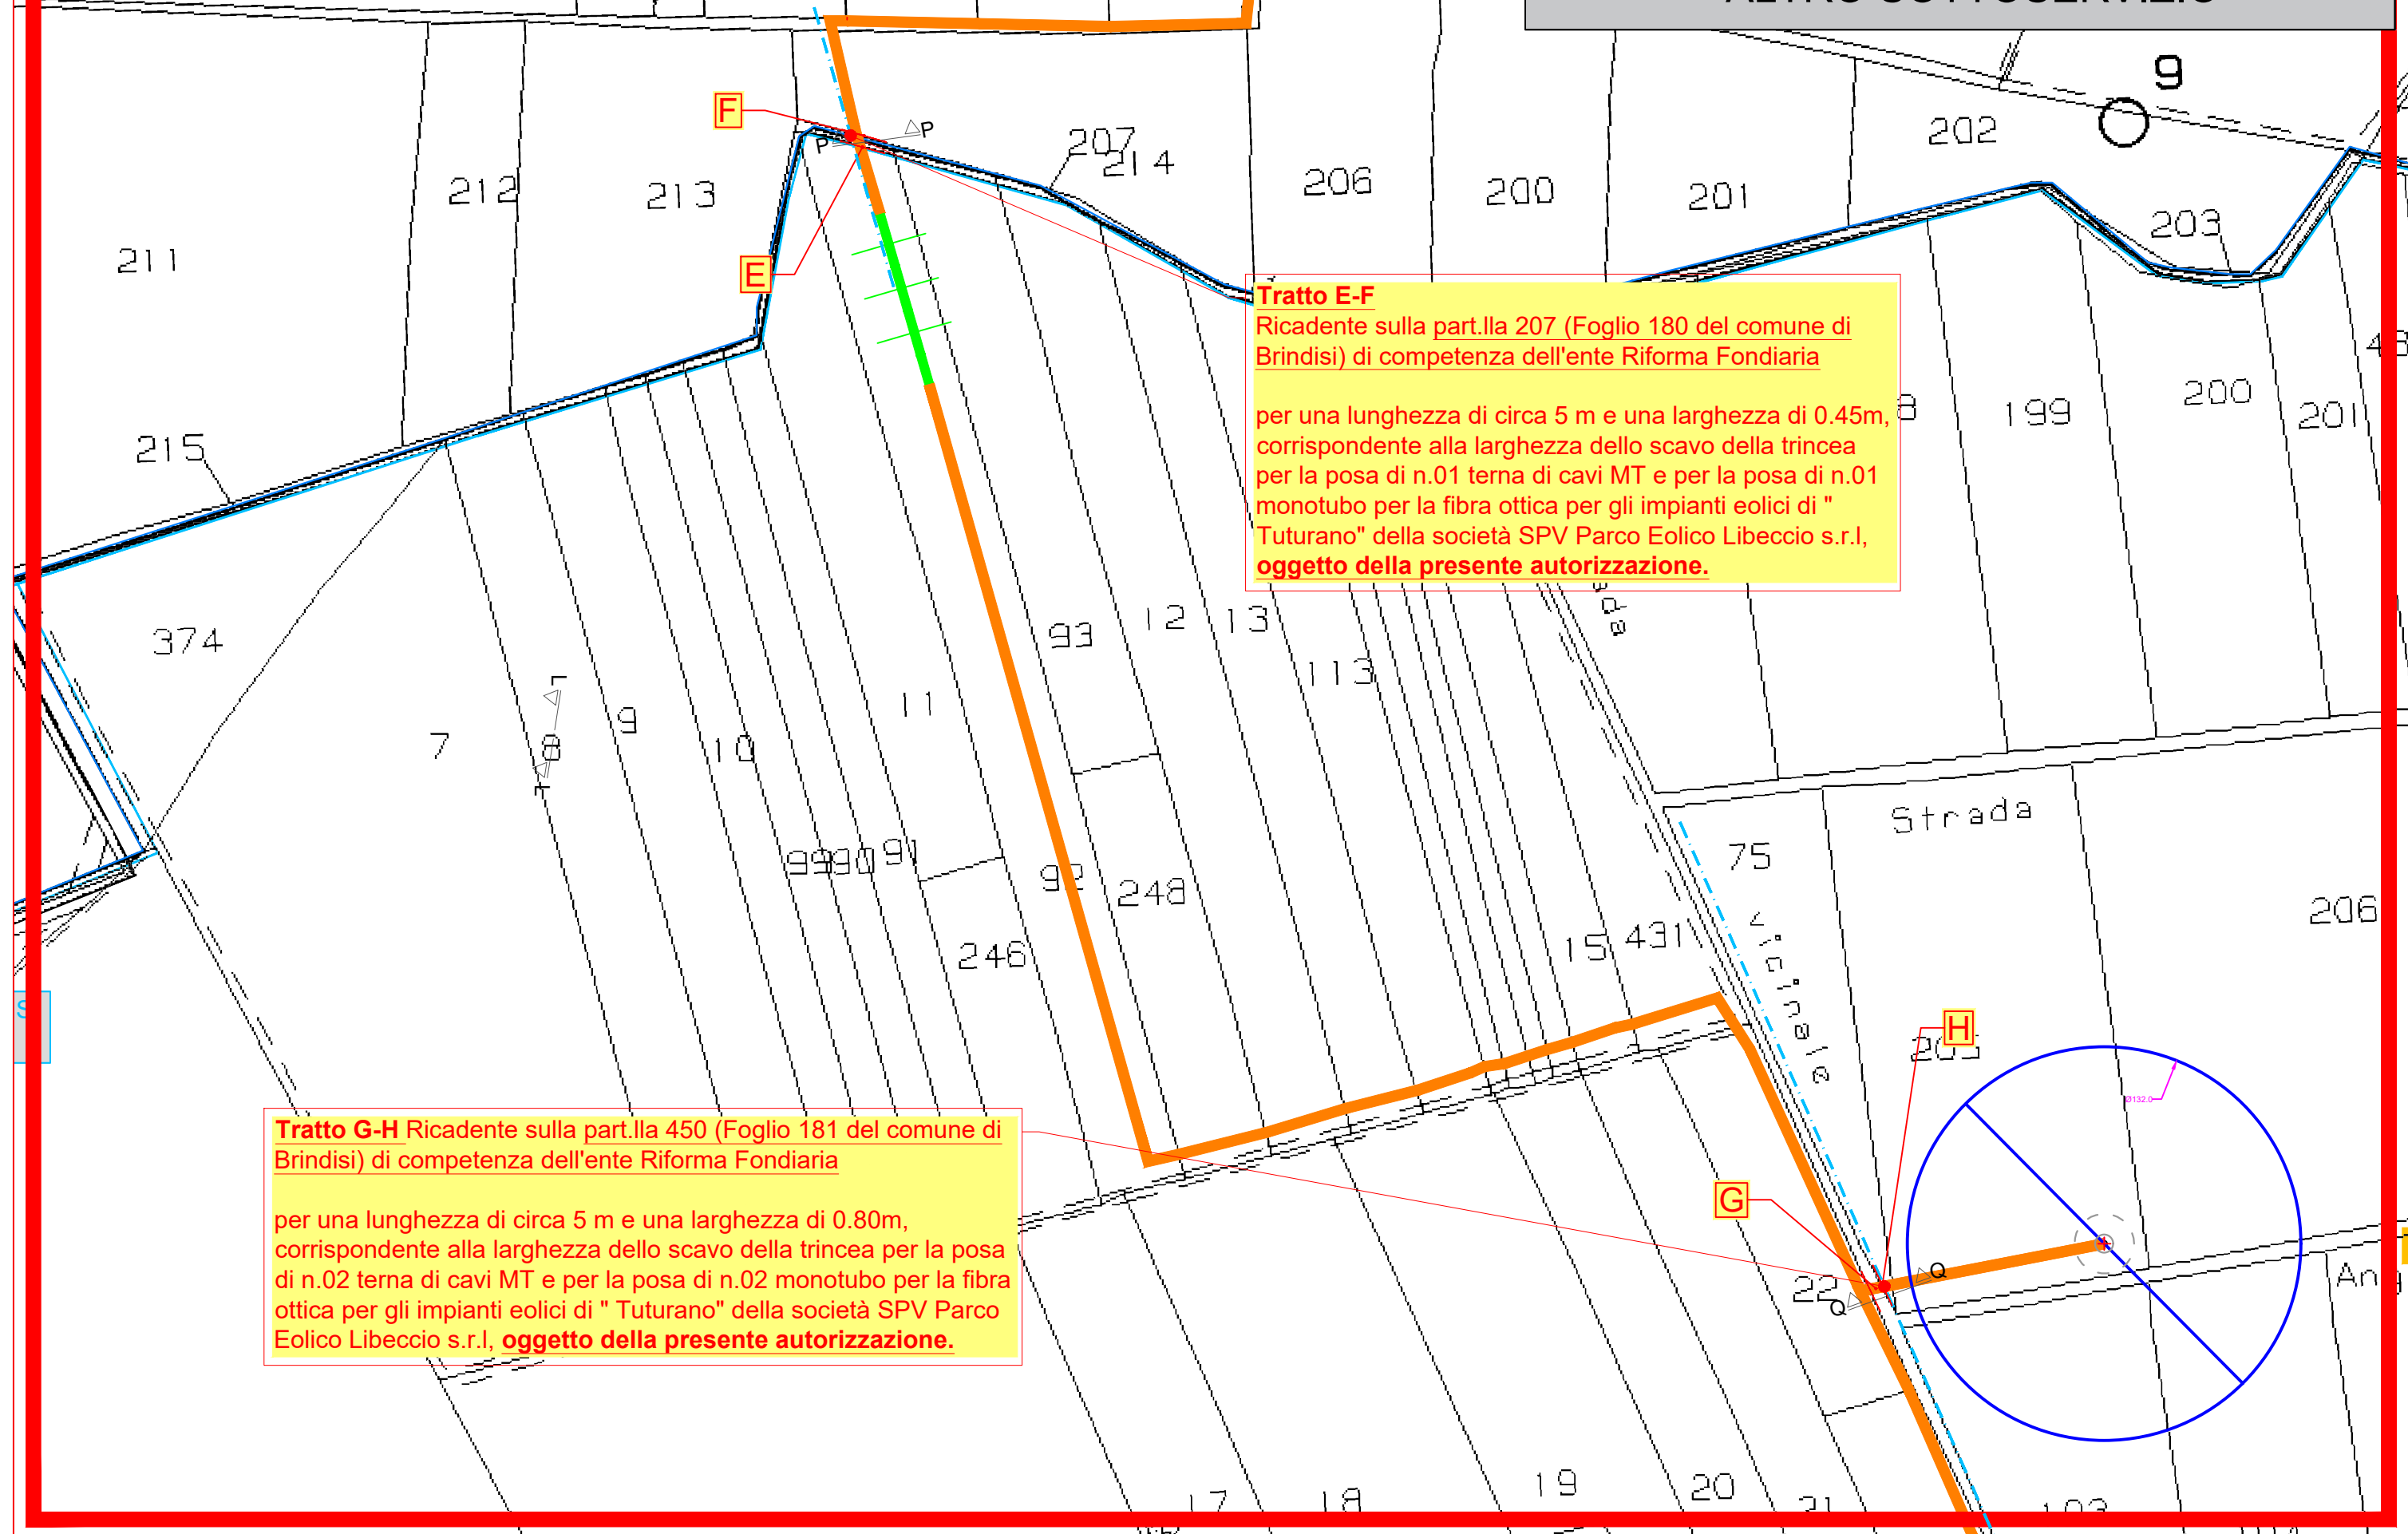 9
F
P
P
207
214
202
212
213
206
200
201
203
211
E
Tratto E-F
Ricadente sulla part.lla 207 (Foglio 180 del comune di
Brindisi) di competenza dell'ente Riforma Fondiaria
per una lunghezza di circa 5 m e una larghezza di 0.45m,
corrispondente alla larghezza dello scavo della trincea
per la posa di n.01 terna di cavi MT e per la posa di n.01
monotubo per la fibra ottica per gli impianti eolici di "
Tuturano" della società SPV Parco Eolico Libeccio s.r.l,
oggetto della presente autorizzazione.
199
200
201
215
374
93
12
13
113
11
7
8
9
10
Strada
75
91
92
248
206
246
15
431
Vicinale
H
205
Ø132.0
Tratto G-H Ricadente sulla part.lla 450 (Foglio 181 del comune di
Brindisi) di competenza dell'ente Riforma Fondiaria
per una lunghezza di circa 5 m e una larghezza di 0.80m,
corrispondente alla larghezza dello scavo della trincea per la posa
di n.02 terna di cavi MT e per la posa di n.02 monotubo per la fibra
ottica per gli impianti eolici di " Tuturano" della società SPV Parco
Eolico Libeccio s.r.l, oggetto della presente autorizzazione.
G
22
Q
Q
17
18
19
20
21